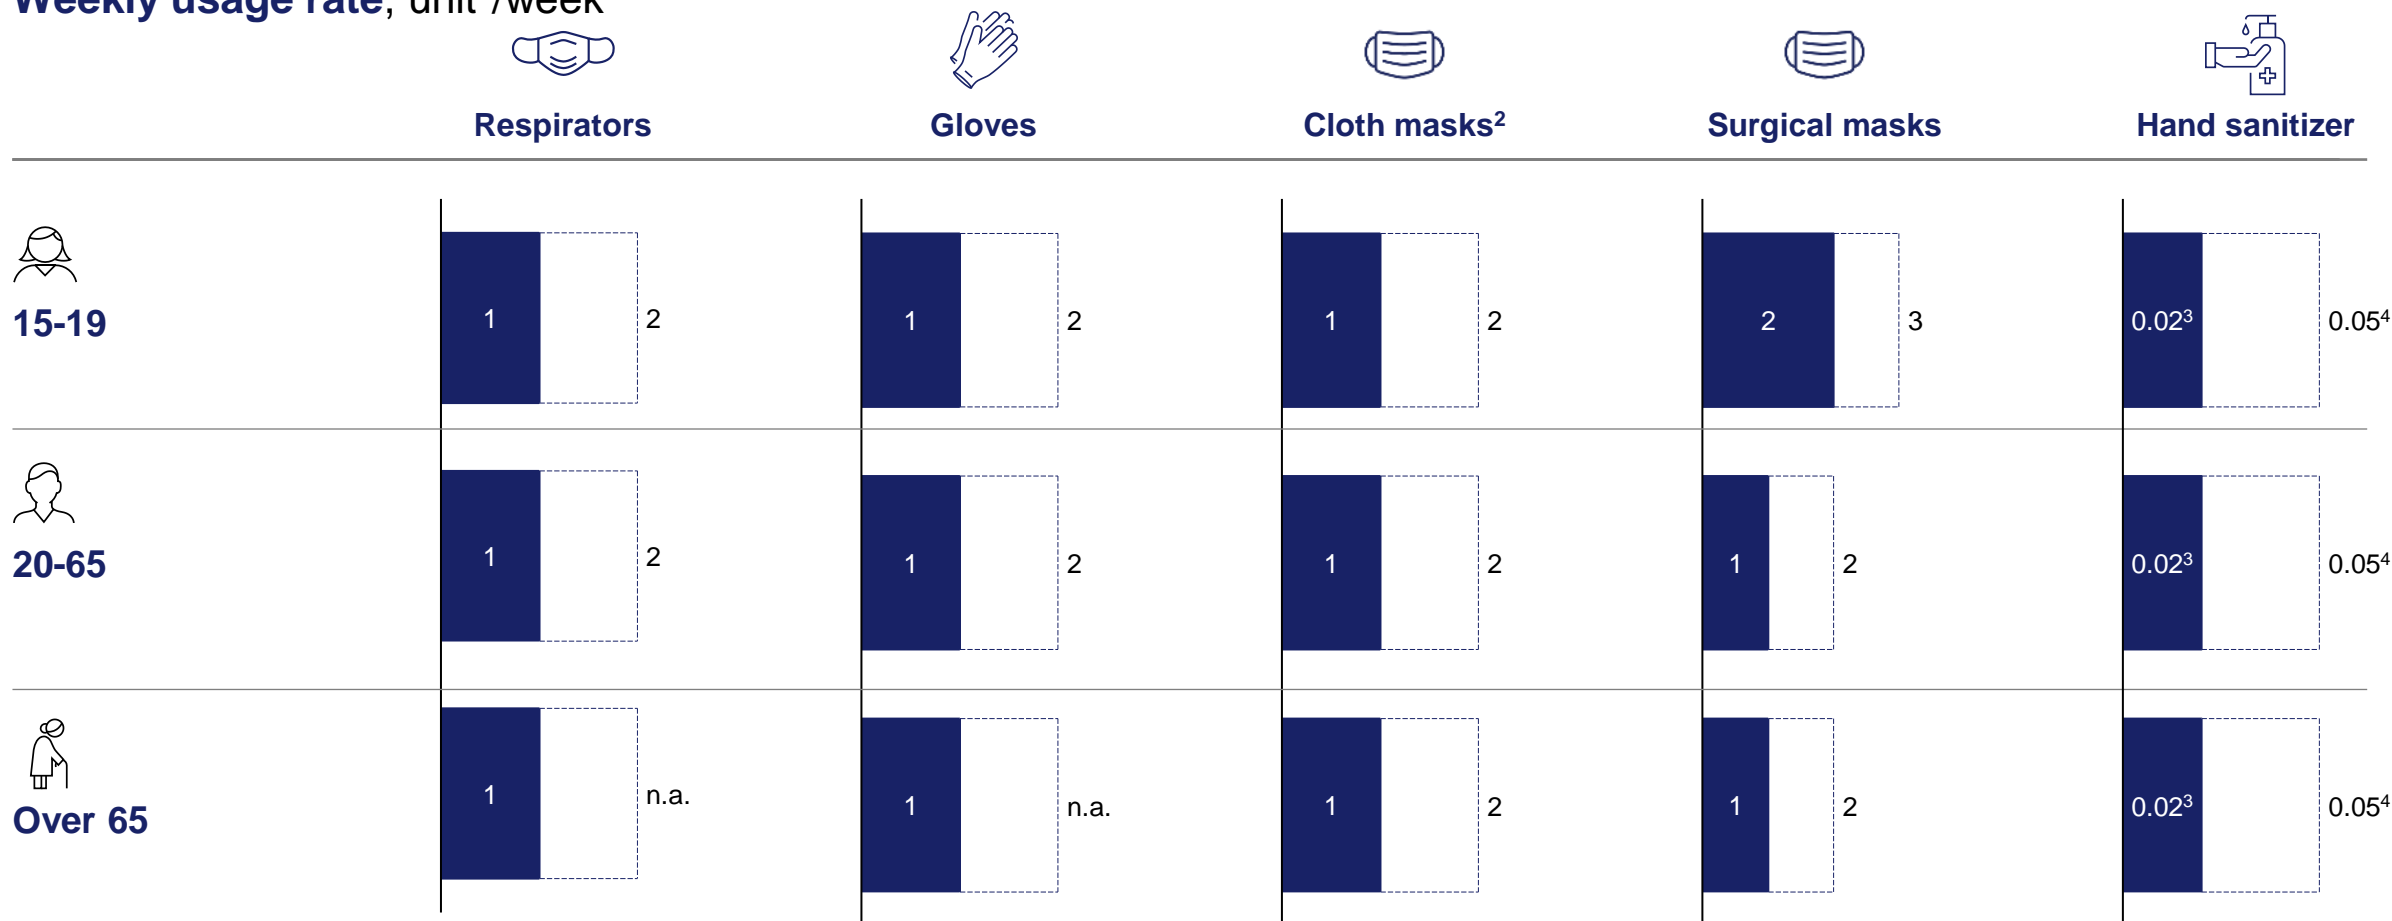 Weekly usage rate, unit /week
Respirators Gloves Cloth masks² Surgical masks Hand sanitizer
15-19 1 2 1 2 1 2 2 3 0.02³ 0.05⁴
20-65 1 2 1 2 1 2 1 2 0.02³ 0.05⁴
Over 65 1 n.a. 1 n.a. 1 2 1 2 0.02³ 0.05⁴